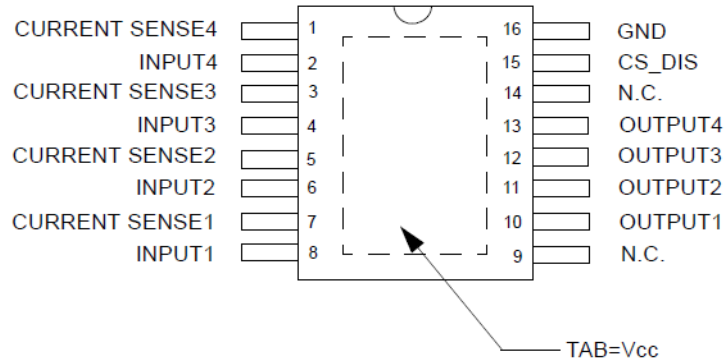 CURRENT SENSE4 1 16 GND
INPUT4 2 15 CS_DIS
CURRENT SENSE3 3 14 N.C.
INPUT3 4 13 OUTPUT4
CURRENT SENSE2 5 12 OUTPUT3
INPUT2 6 11 OUTPUT2
CURRENT SENSE1 7 10 OUTPUT1
INPUT1 8 9 N.C.
TAB=Vcc